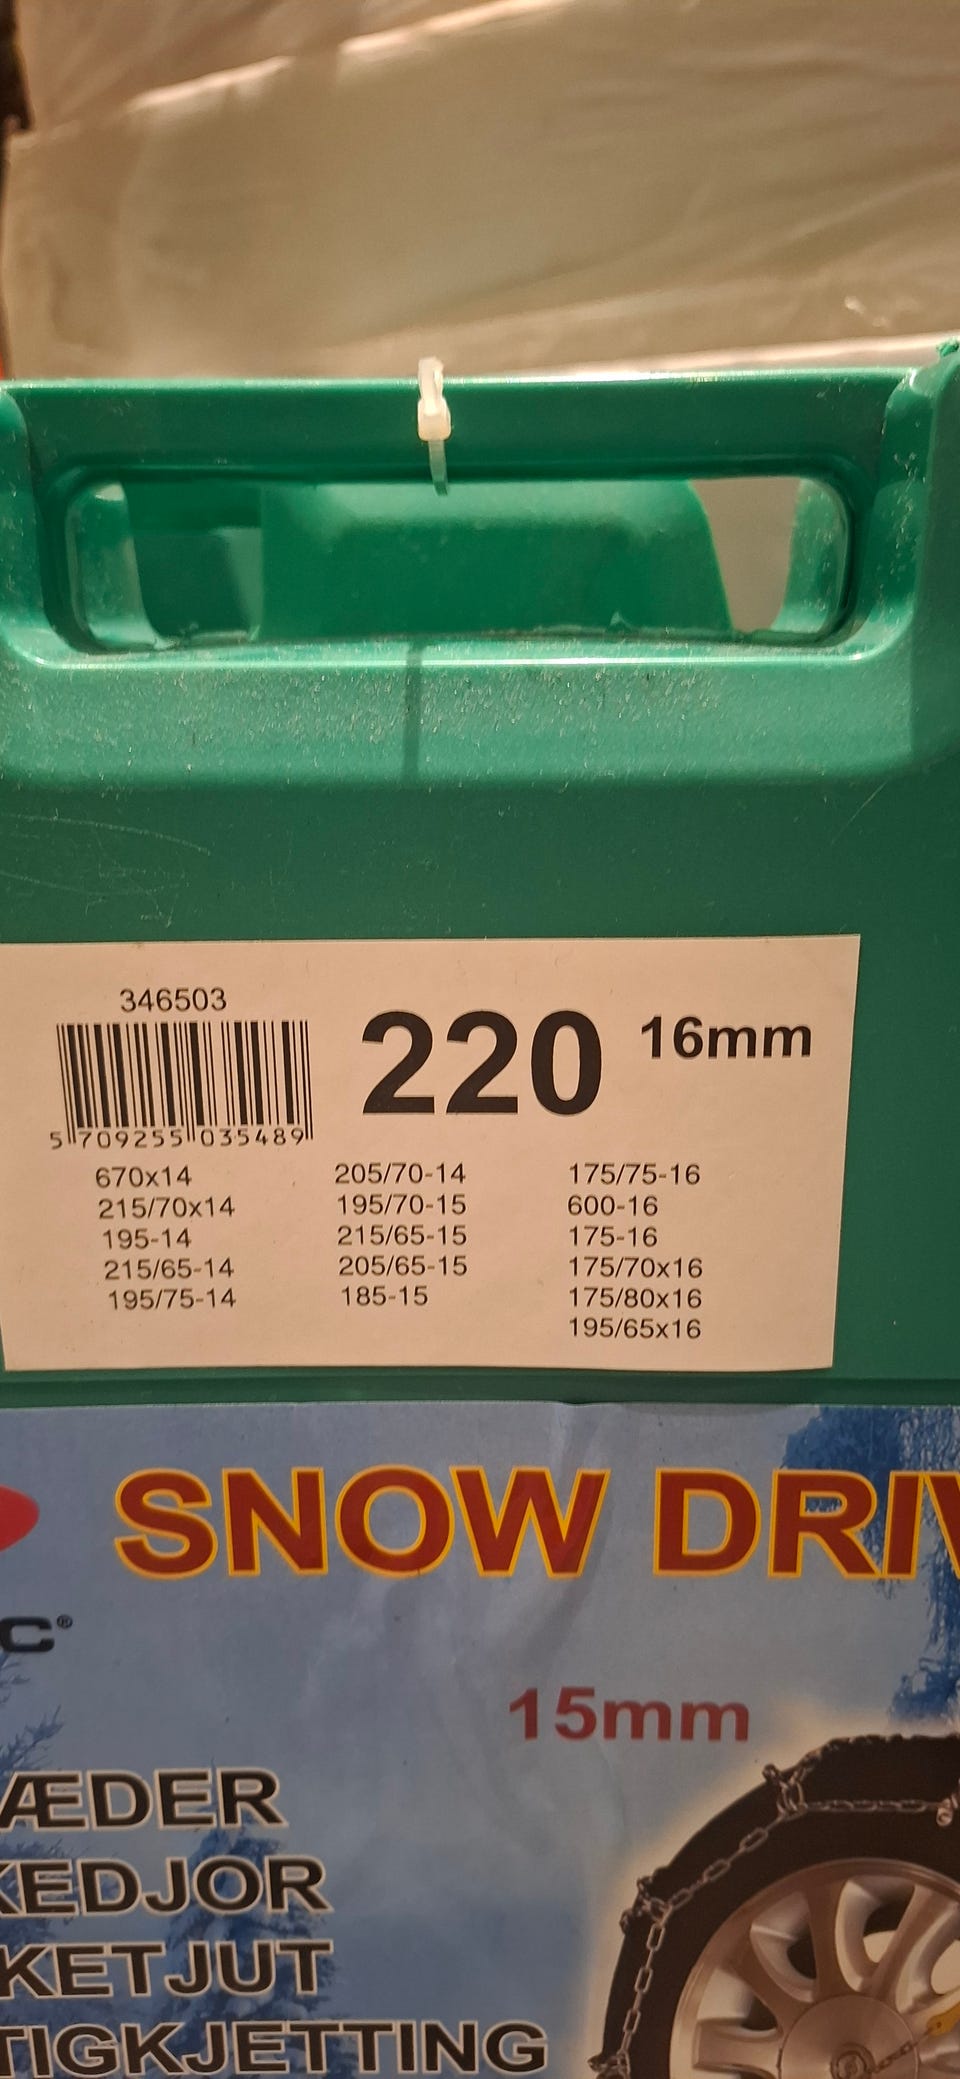 346503
220 16mm
5 709255 035489
670x14 205/70-14 175/75-16
215/70x14 195/70-15 600-16
195-14 215/65-15 175-16
215/65-14 205/65-15 175/70x16
195/75-14 185-15 175/80x16
195/65x16
SNOW DRIV
C®
15mm
ÆDER
KEDJOR
KETJUT
TIGKJETTING